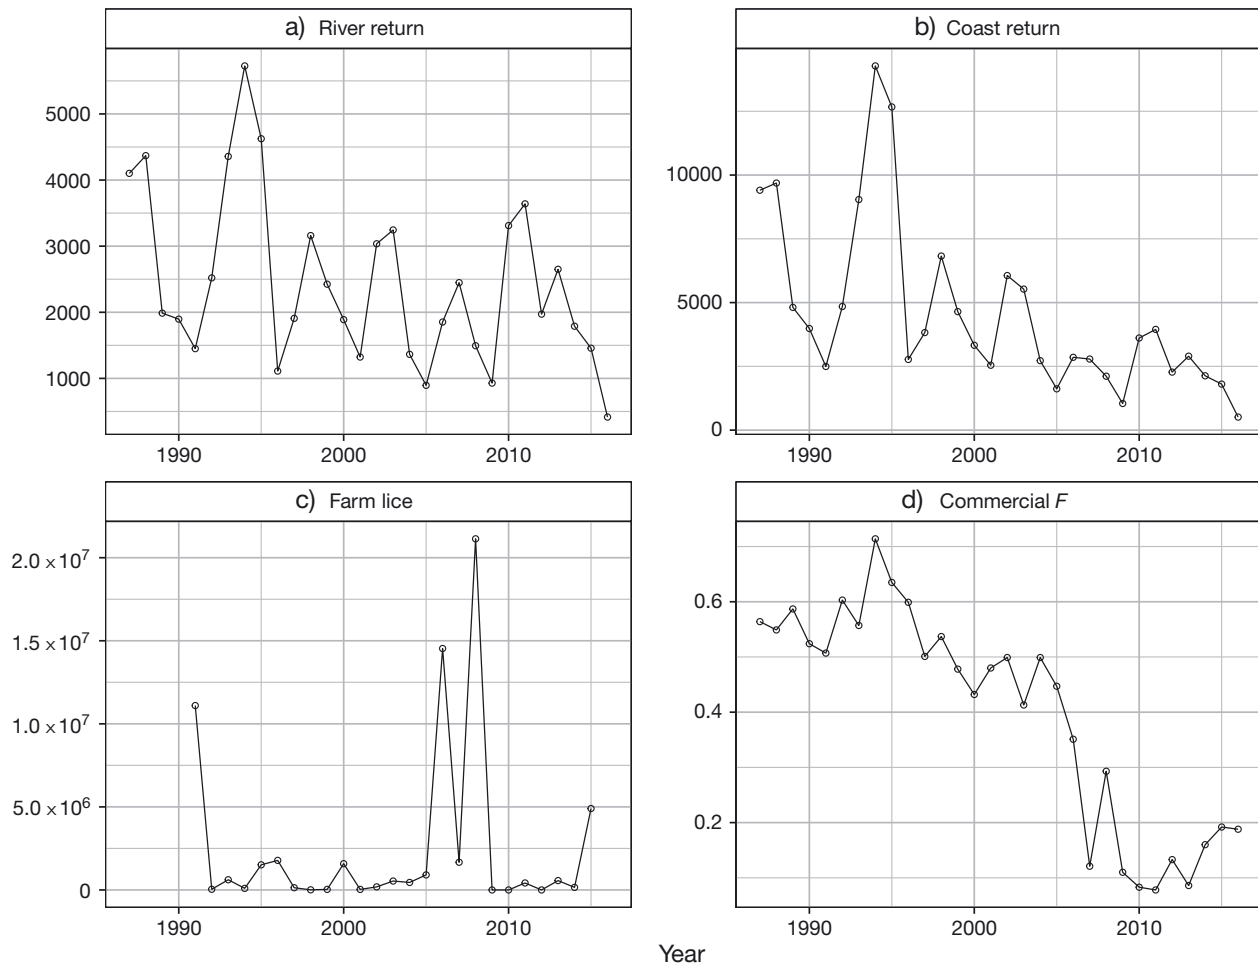 a) River return
5000
4000
3000
2000
1000
1990 2000 2010
b) Coast return
10000
5000
0
1990 2000 2010
c) Farm lice
2.0 × 10⁷
1.5 × 10⁷
1.0 × 10⁷
5.0 × 10⁶
0
1990 2000 2010
d) Commercial F
0.6
0.4
0.2
1990 2000 2010
Year